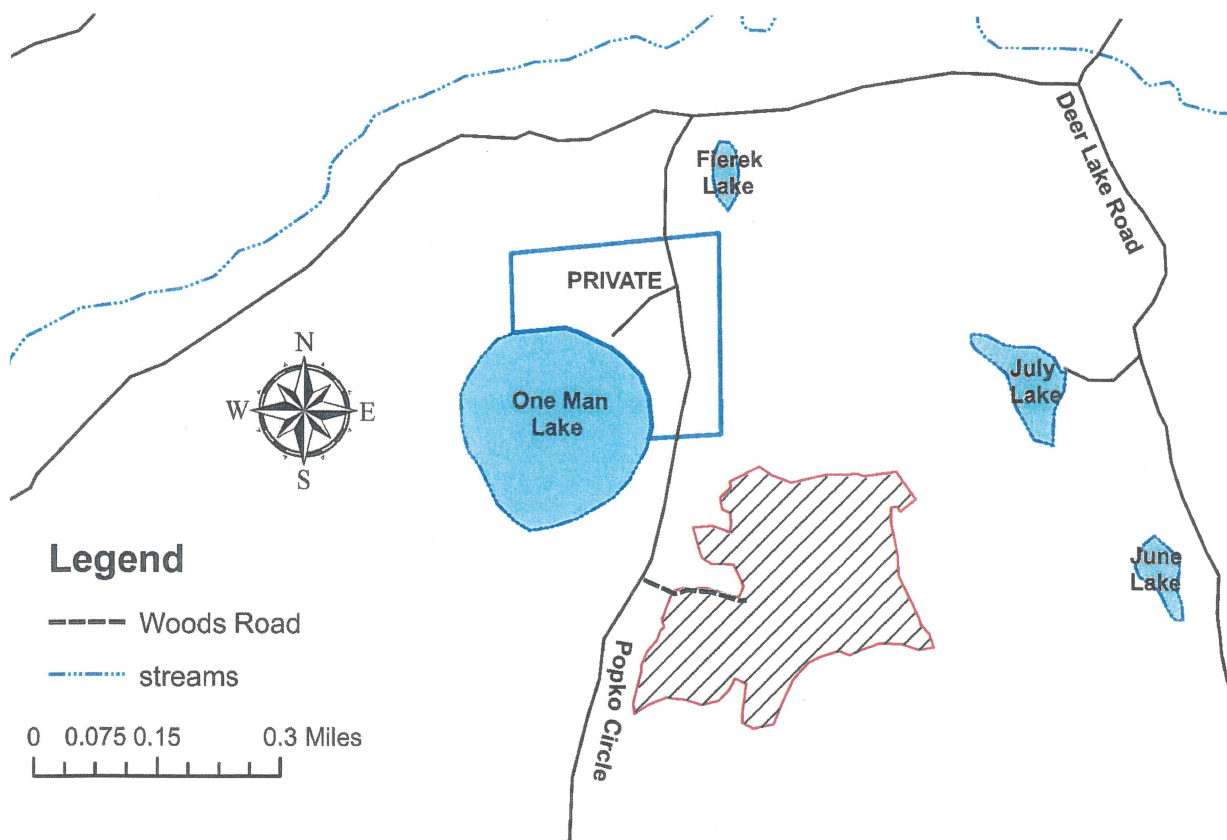 Fierek
Lake
Deer Lake Road
PRIVATE
One Man
Lake
July
Lake
June
Lake
Popko Circle
N
W
E
S
Legend
Woods Road
streams
0 0.075 0.15 0.3 Miles